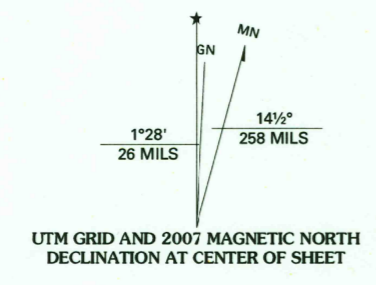 MN
GN
14½°
258 MILS
1°28'
26 MILS
UTM GRID AND 2007 MAGNETIC NORTH
DECLINATION AT CENTER OF SHEET